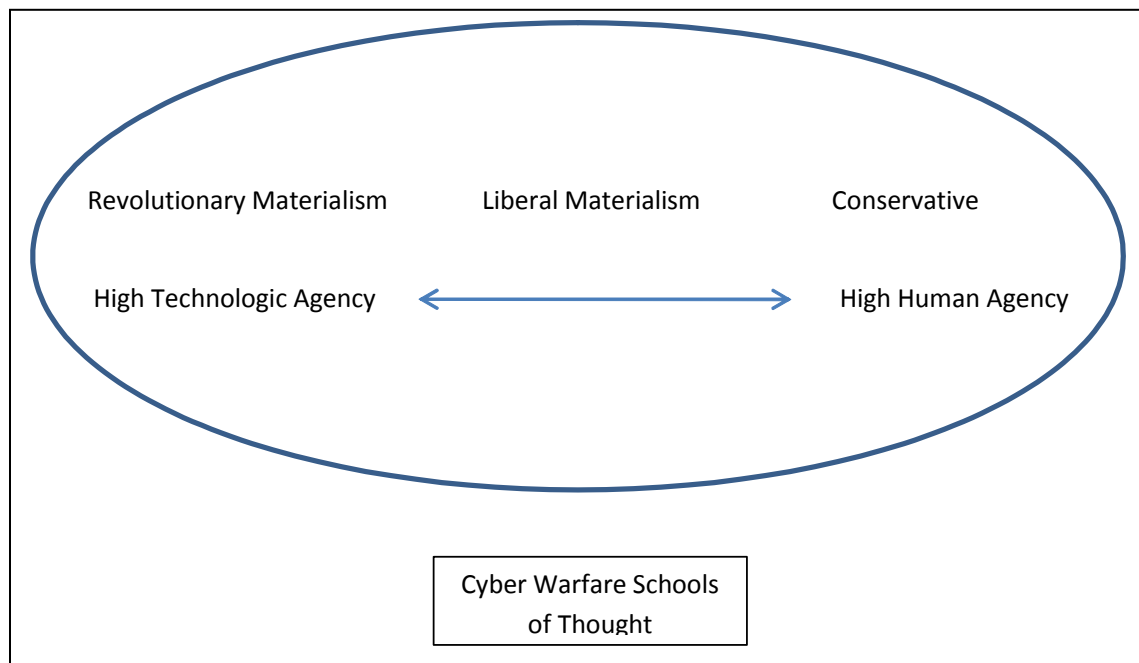 Revolutionary Materialism Liberal Materialism Conservative
High Technologic Agency High Human Agency
Cyber Warfare Schools
of Thought